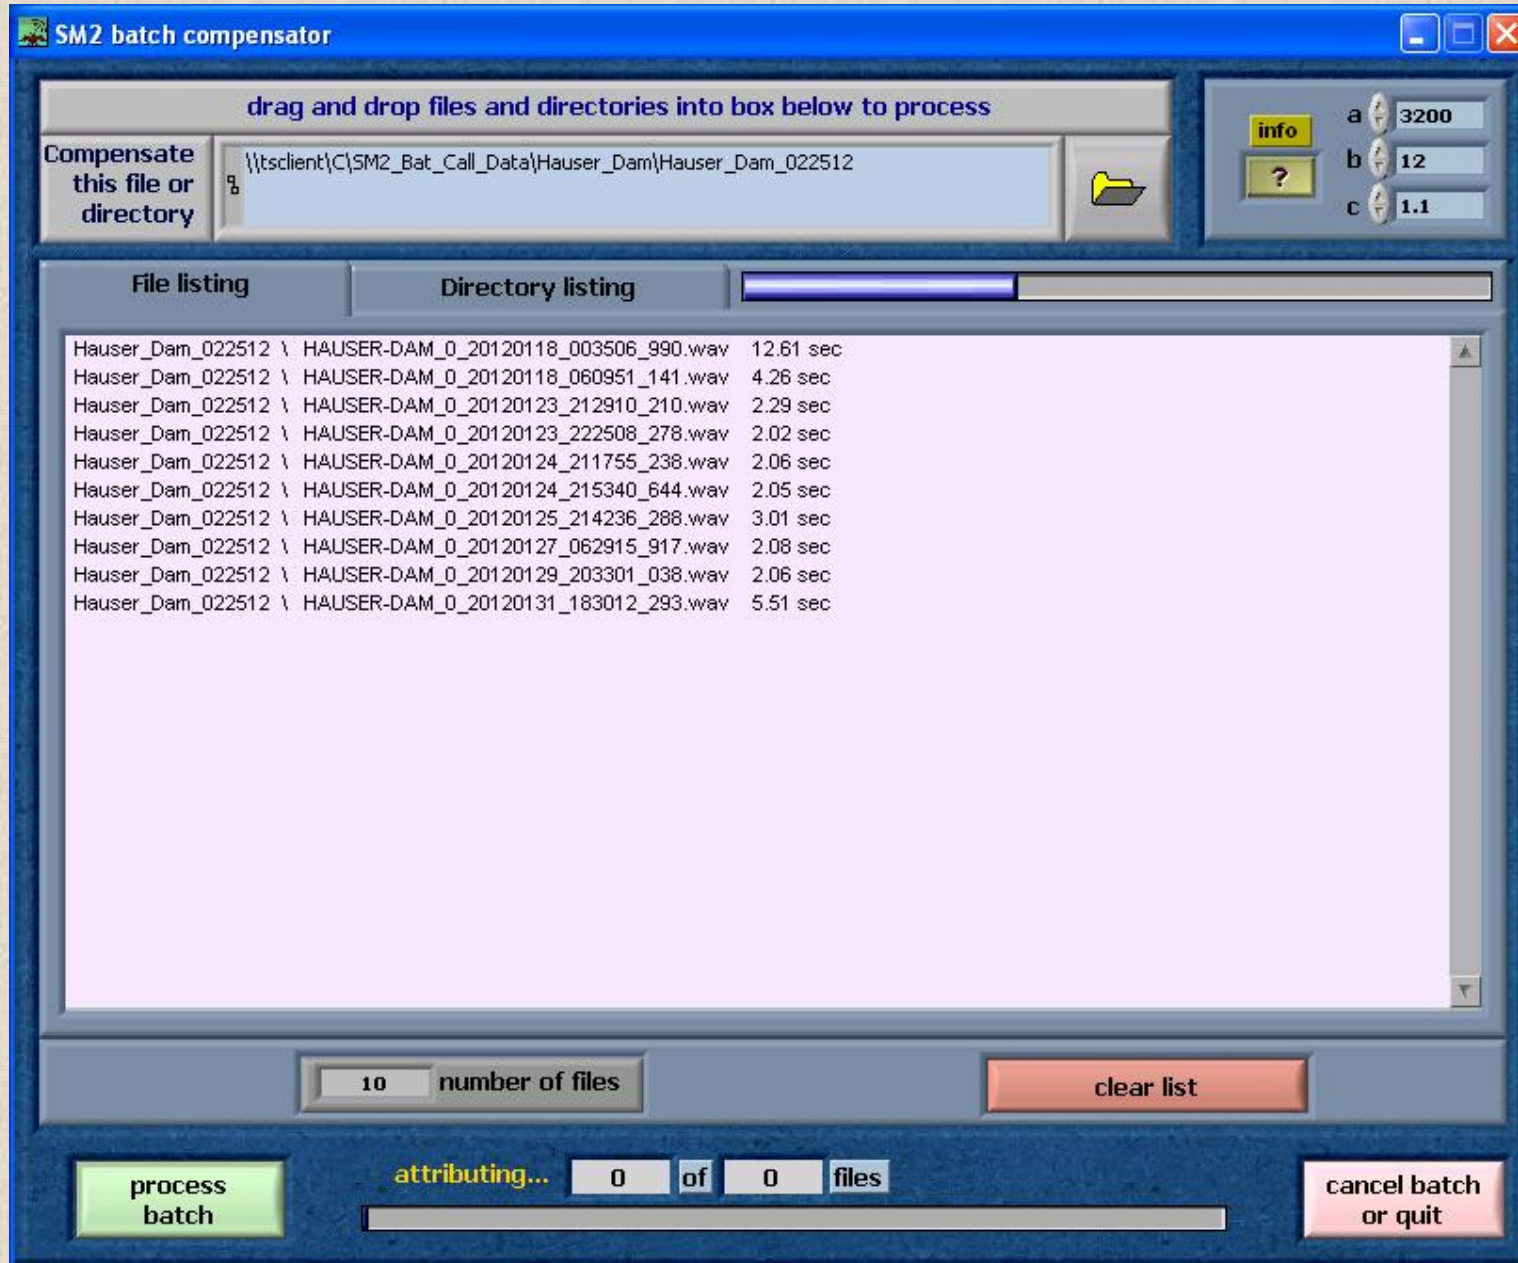 SM2 batch compensator
drag and drop files and directories into box below to process
Compensate
this file or
directory
\\tsclient\C\SM2_Bat_Call_Data\Hauser_Dam\Hauser_Dam_022512
info
?
a 3200
b 12
c 1.1
File listing
Directory listing
Hauser_Dam_022512 \ HAUSER-DAM_0_20120118_003506_990.wav 12.61 sec
Hauser_Dam_022512 \ HAUSER-DAM_0_20120118_060951_141.wav 4.26 sec
Hauser_Dam_022512 \ HAUSER-DAM_0_20120123_212910_210.wav 2.29 sec
Hauser_Dam_022512 \ HAUSER-DAM_0_20120123_222508_278.wav 2.02 sec
Hauser_Dam_022512 \ HAUSER-DAM_0_20120124_211755_238.wav 2.06 sec
Hauser_Dam_022512 \ HAUSER-DAM_0_20120124_215340_644.wav 2.05 sec
Hauser_Dam_022512 \ HAUSER-DAM_0_20120125_214236_288.wav 3.01 sec
Hauser_Dam_022512 \ HAUSER-DAM_0_20120127_062915_917.wav 2.08 sec
Hauser_Dam_022512 \ HAUSER-DAM_0_20120129_203301_038.wav 2.06 sec
Hauser_Dam_022512 \ HAUSER-DAM_0_20120131_183012_293.wav 5.51 sec
10 number of files
clear list
process
batch
attributing... 0 of 0 files
cancel batch
or quit